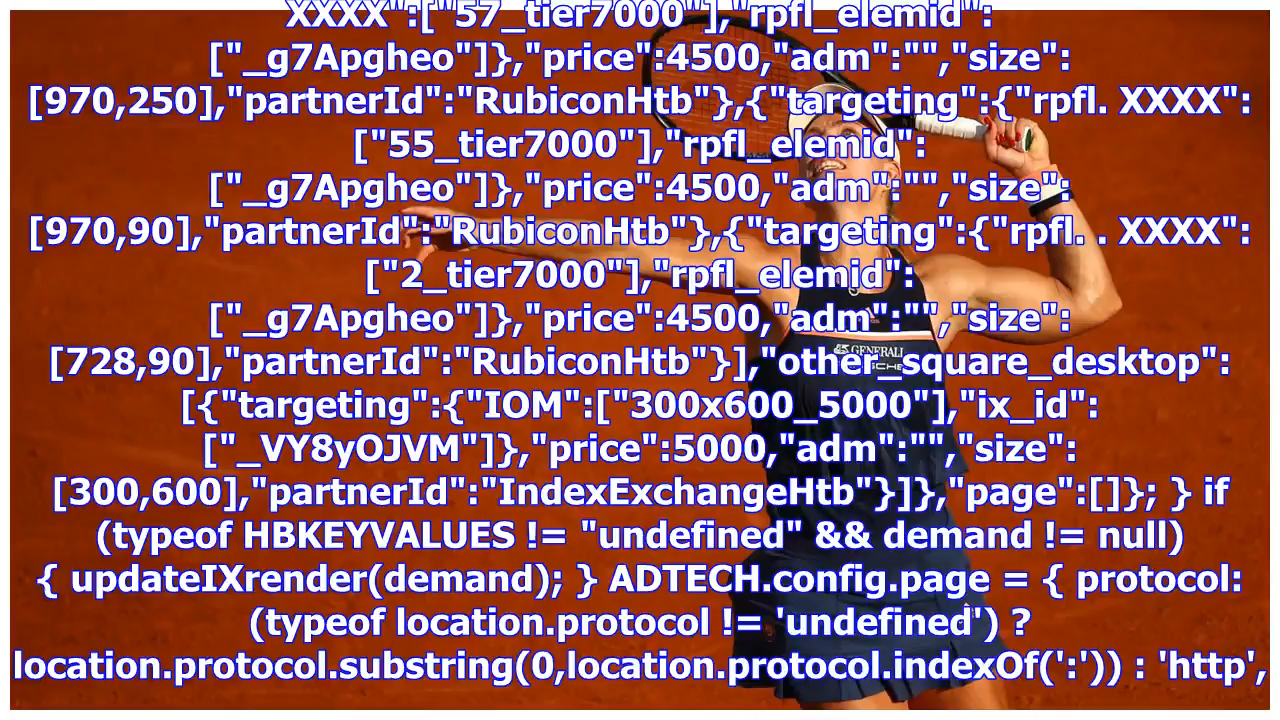 XXXX":["57_tier7000"],"rpfl_elemid":
["_g7Apgheo"]},"price":4500,"adm":"","size":
[970,250],"partnerId":"RubiconHtb"},{"targeting":{"rpfl. XXXX":
["55_tier7000"],"rpfl_elemid":
["_g7Apgheo"]},"price":4500,"adm":"","size":
[970,90],"partnerId":"RubiconHtb"},{"targeting":{"rpfl. . XXXX":
["2_tier7000"],"rpfl_elemid":
["_g7Apgheo"]},"price":4500,"adm":"","size":
[728,90],"partnerId":"RubiconHtb"}],"other_square_desktop":
[{"targeting":{"IOM":["300x600_5000"],"ix_id":
["_VY8yOJVM"]},"price":5000,"adm":"","size":
[300,600],"partnerId":"IndexExchangeHtb"}]},"page":[]}; } if
(typeof HBKEYVALUES != "undefined" && demand != null)
{ updateIXrender(demand); } ADTECH.config.page = { protocol:
(typeof location.protocol != 'undefined') ?
location.protocol.substring(0,location.protocol.indexOf(':')) : 'http',
GENERALI